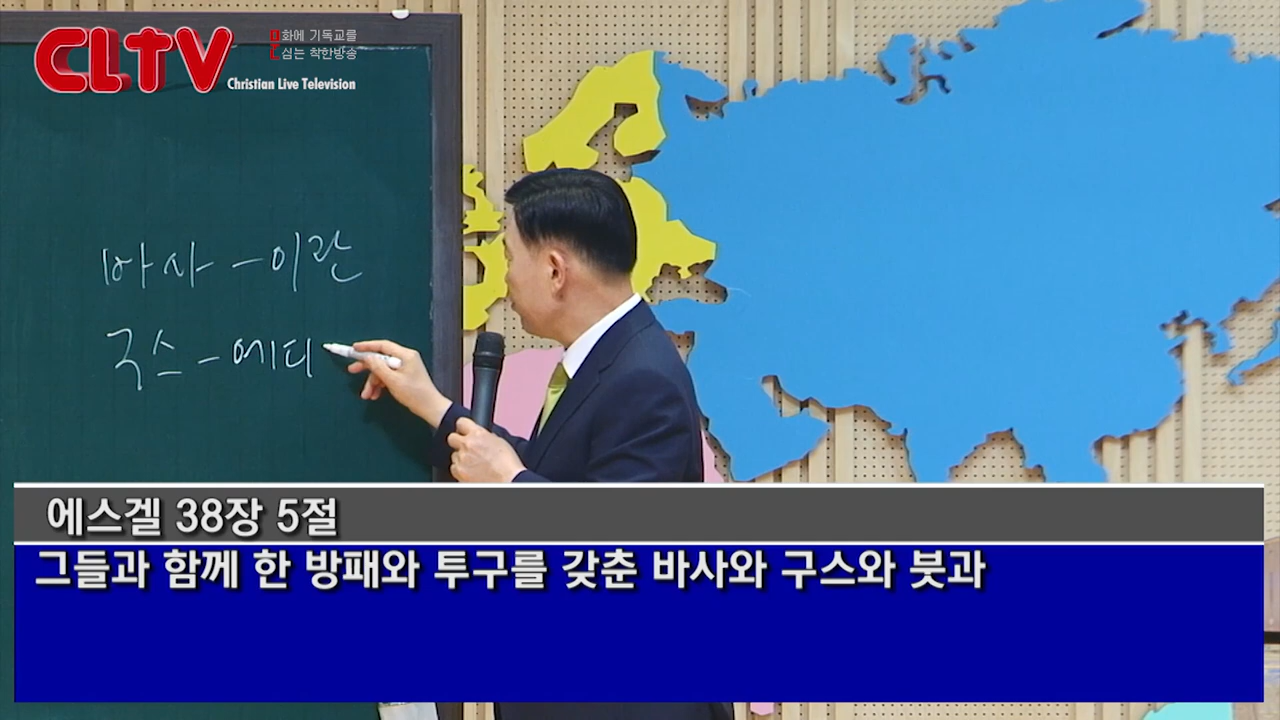 CLTV
문화에 기독교를
심는 착한방송
Christian Live Television
바사 - 이란
구스 - 에티
에스겔 38장 5절
그들과 함께 한 방패와 투구를 갖춘 바사와 구스와 붓과